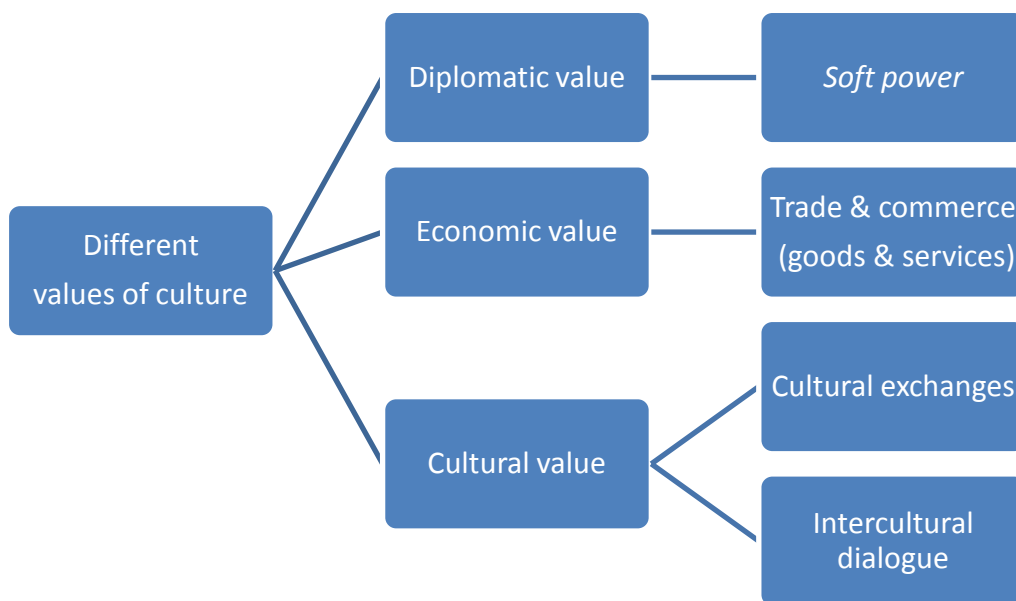 Different
values of culture
Diplomatic value
Soft power
Economic value
Trade & commerce
(goods & services)
Cultural value
Cultural exchanges
Intercultural
dialogue